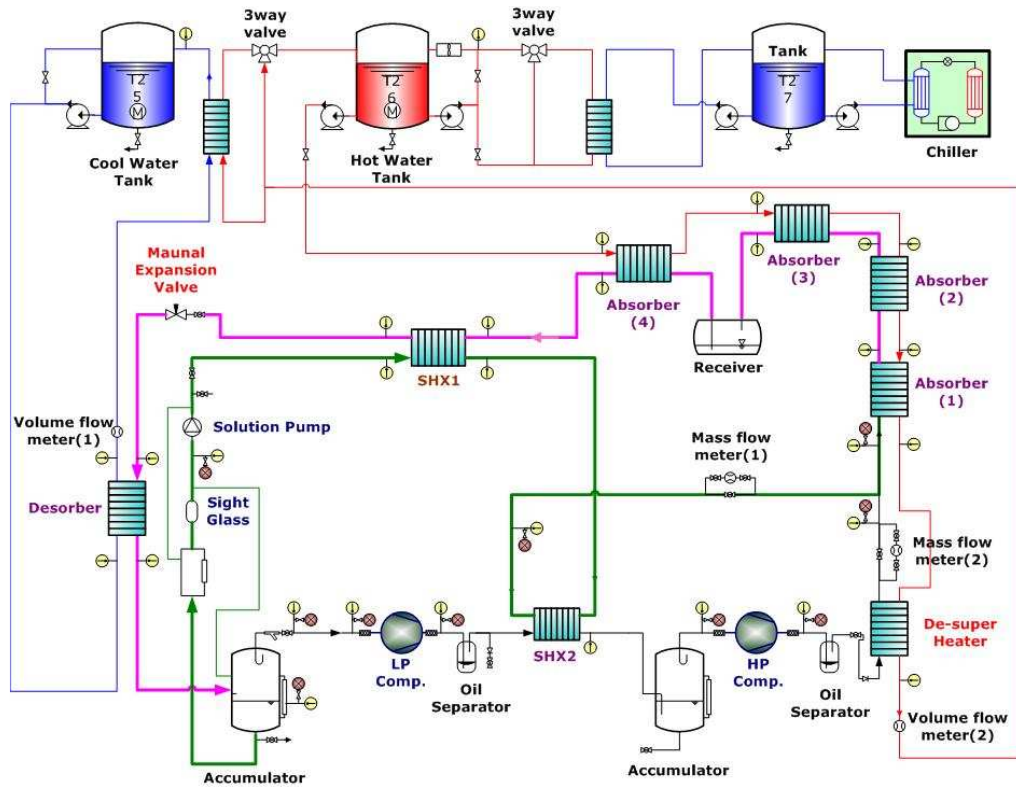 3way
valve
3way
valve
Tank
T2
5
M
T2
6
M
T2
7
Cool Water
Tank
Hot Water
Tank
Chiller
Maunal
Expansion
Valve
Absorber
(3)
Absorber
(2)
Absorber
(4)
SHX1
Receiver
Absorber
(1)
Volume flow
meter(1)
Solution Pump
Mass flow
meter(1)
Desorber
Sight
Glass
Mass flow
meter(2)
De-super
Heater
LP
Comp.
SHX2
HP
Comp.
Oil
Separator
Oil
Separator
Volume flow
meter(2)
Accumulator
Accumulator